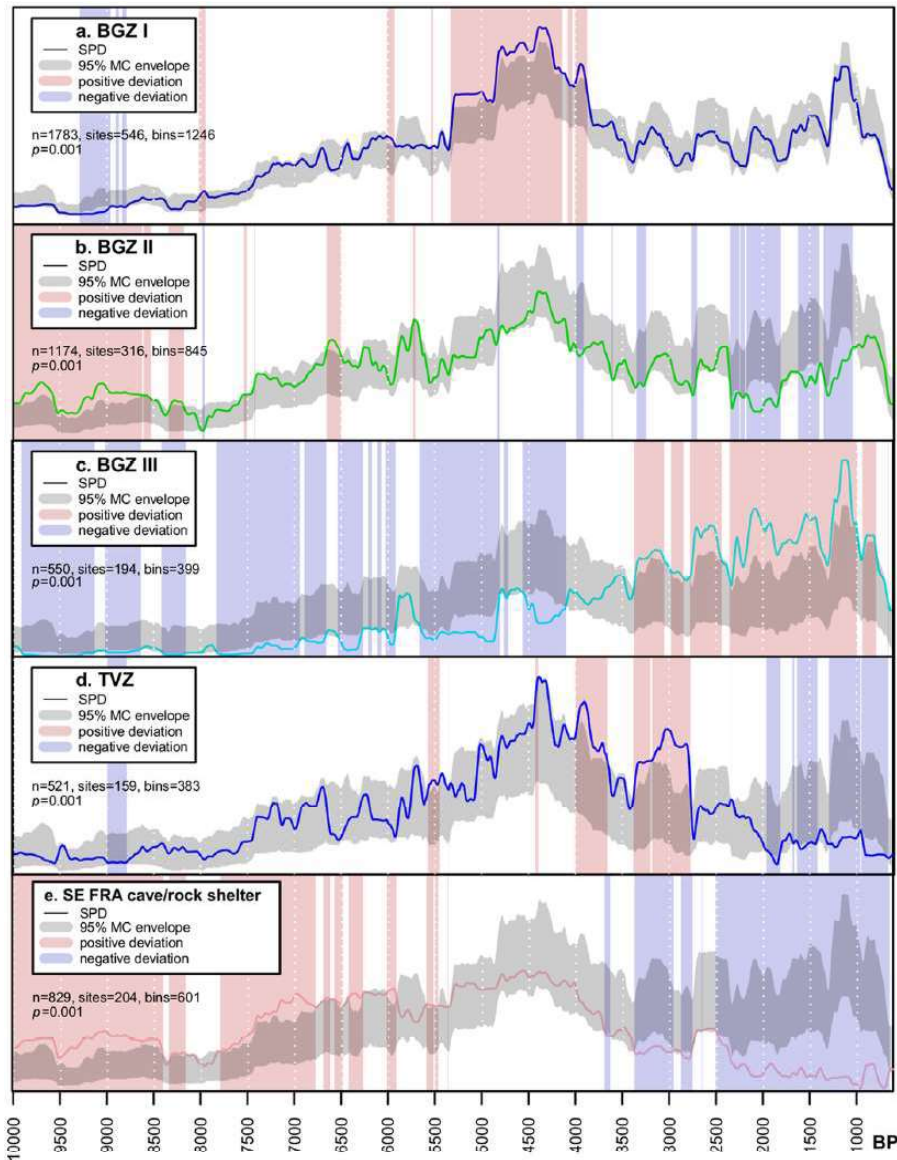 a. BGZ I
SPD
95% MC envelope
positive deviation
negative deviation
n=1783, sites=546, bins=1246
p=0.001
b. BGZ II
SPD
95% MC envelope
positive deviation
negative deviation
n=1174, sites=316, bins=845
p=0.001
c. BGZ III
SPD
95% MC envelope
positive deviation
negative deviation
n=550, sites=194, bins=399
p=0.001
d. TVZ
SPD
95% MC envelope
positive deviation
negative deviation
n=521, sites=159, bins=383
p=0.001
e. SE FRA cave/rock shelter
SPD
95% MC envelope
positive deviation
negative deviation
n=829, sites=204, bins=601
p=0.001
10000 9500 9000 8500 8000 7500 7000 6500 6000 5500 5000 4500 4000 3500 3000 2500 2000 1500 1000 BP